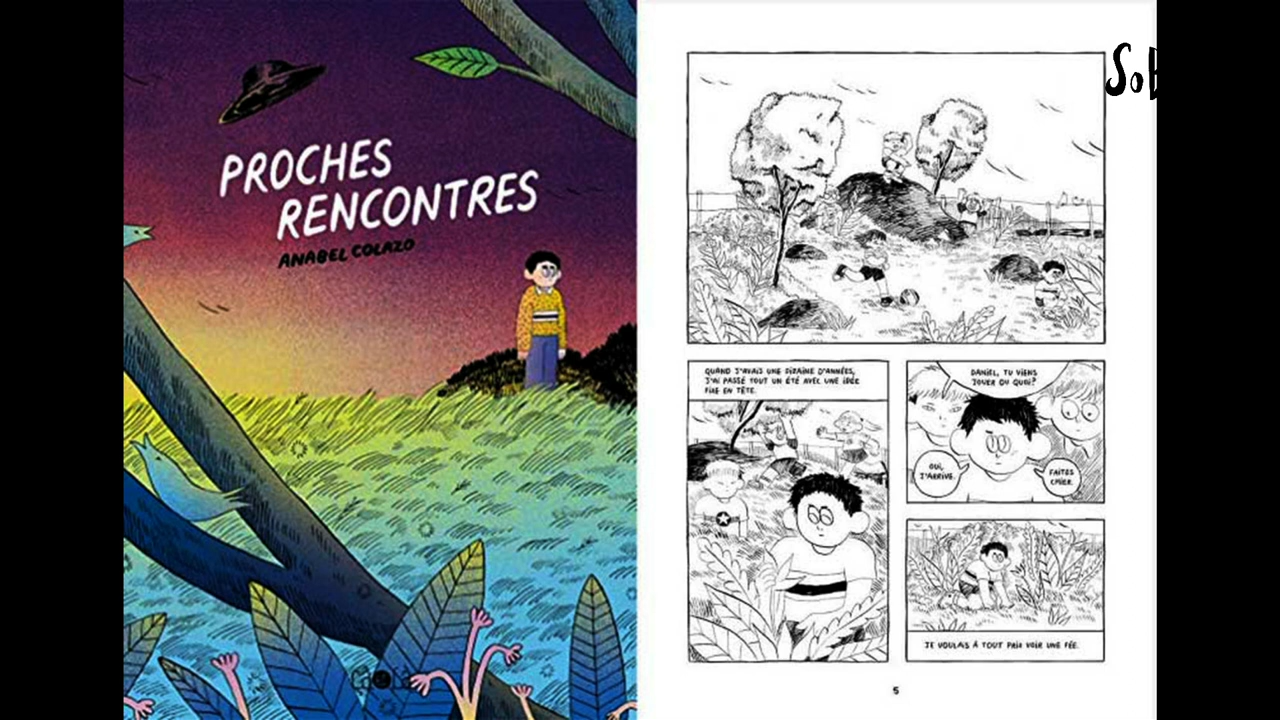 PROCHES
RENCONTRES
ANABEL COLAZO
QUAND J'AVAIS UNE DIZAINE D'ANNÉES,
J'AI PASSÉ TOUT UN ÉTÉ AVEC UNE IDÉE
FIXE EN TÊTE.
DANIEL, TU VIENS
JOUER OU QUOI?
OUI,
J'ARRIVE.
FAITES
CHIER.
JE VOULAIS À TOUT PRIX VOIR UNE FÉE.
5